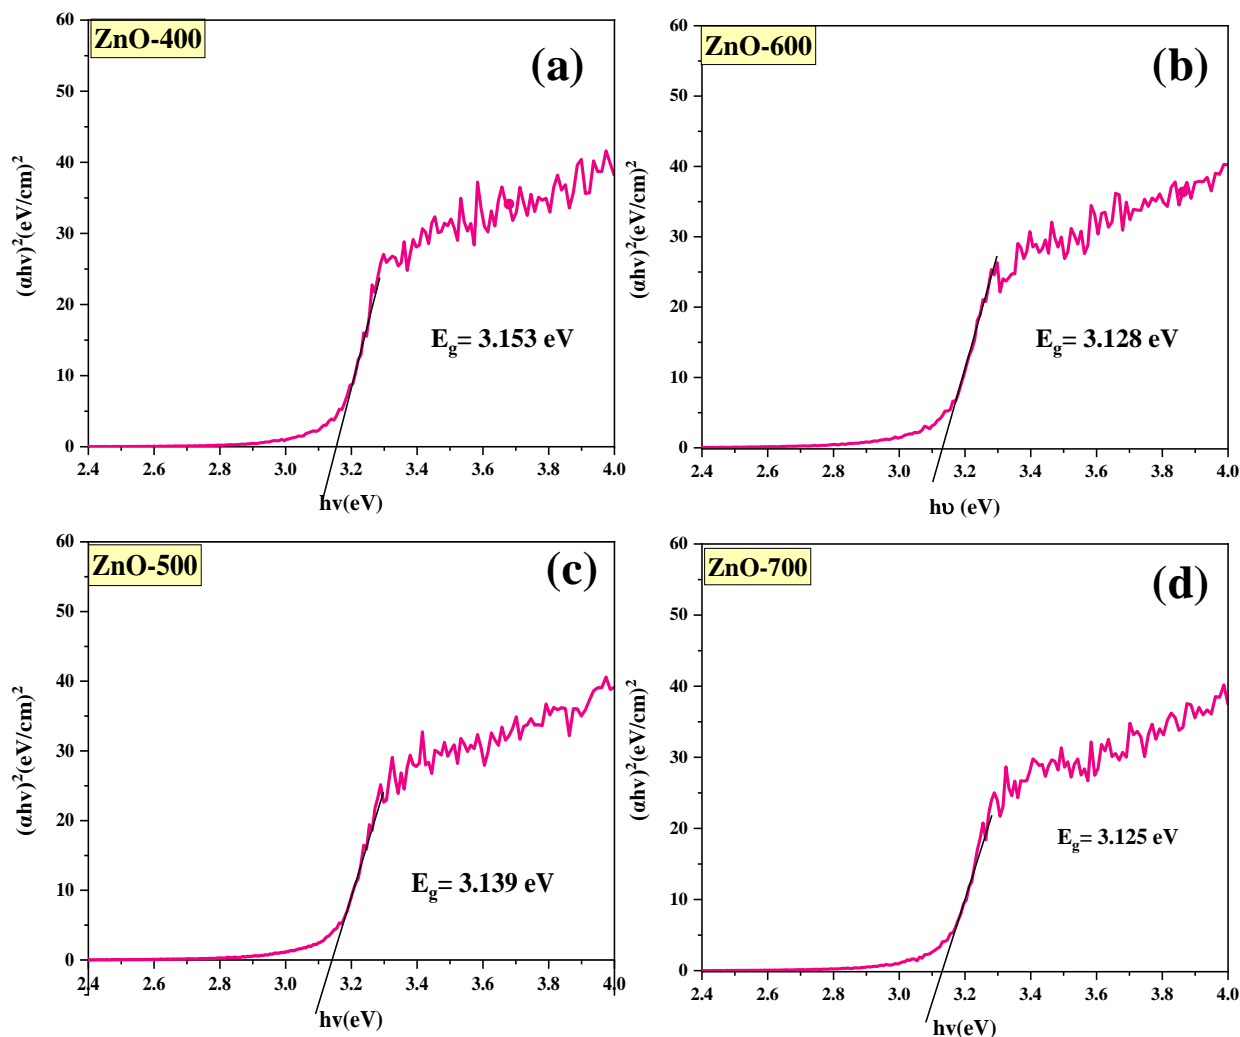 ZnO-400
(a)
60
50
40
30
20
10
0
(αhv)²(eV/cm)²
E_g= 3.153 eV
2.4 2.6 2.8 3.0 3.2 3.4 3.6 3.8 4.0
hv(eV)
ZnO-600
(b)
60
50
40
30
20
10
0
(αhv)²(eV/cm)²
E_g= 3.128 eV
2.4 2.6 2.8 3.0 3.2 3.4 3.6 3.8 4.0
hυ (eV)
ZnO-500
(c)
60
50
40
30
20
10
0
(αhv)²(eV/cm)²
E_g= 3.139 eV
2.4 2.6 2.8 3.0 3.2 3.4 3.6 3.8 4.0
hv(eV)
ZnO-700
(d)
60
50
40
30
20
10
0
(αhv)²(eV/cm)²
E_g= 3.125 eV
2.4 2.6 2.8 3.0 3.2 3.4 3.6 3.8 4.0
hv(eV)